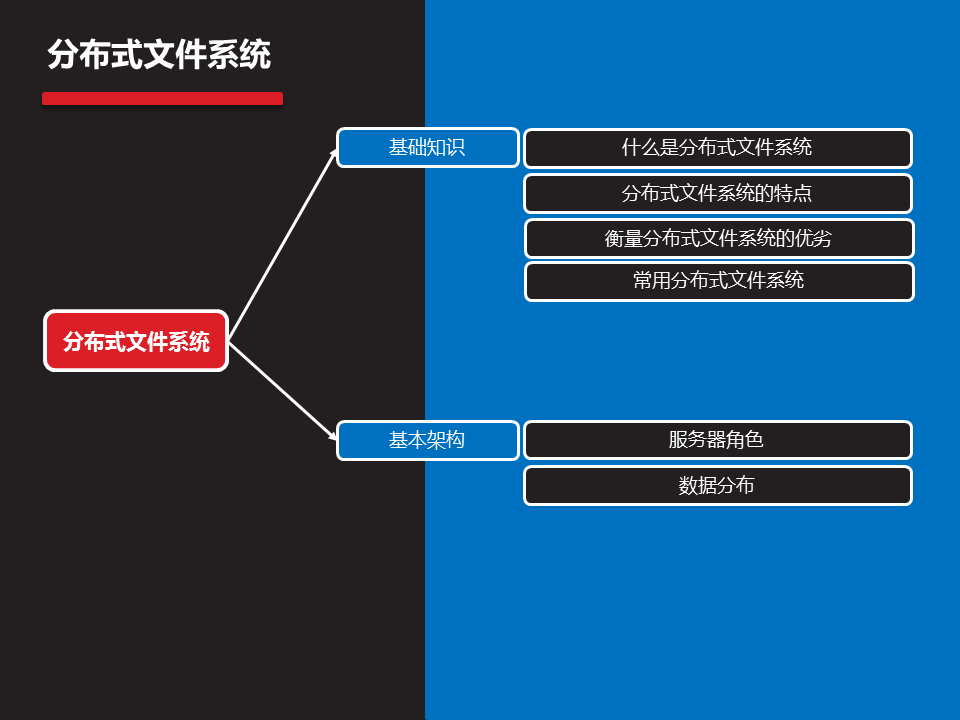 分布式文件系统
基础知识
什么是分布式文件系统
分布式文件系统的特点
衡量分布式文件系统的优劣
常用分布式文件系统
分布式文件系统
基本架构
服务器角色
数据分布